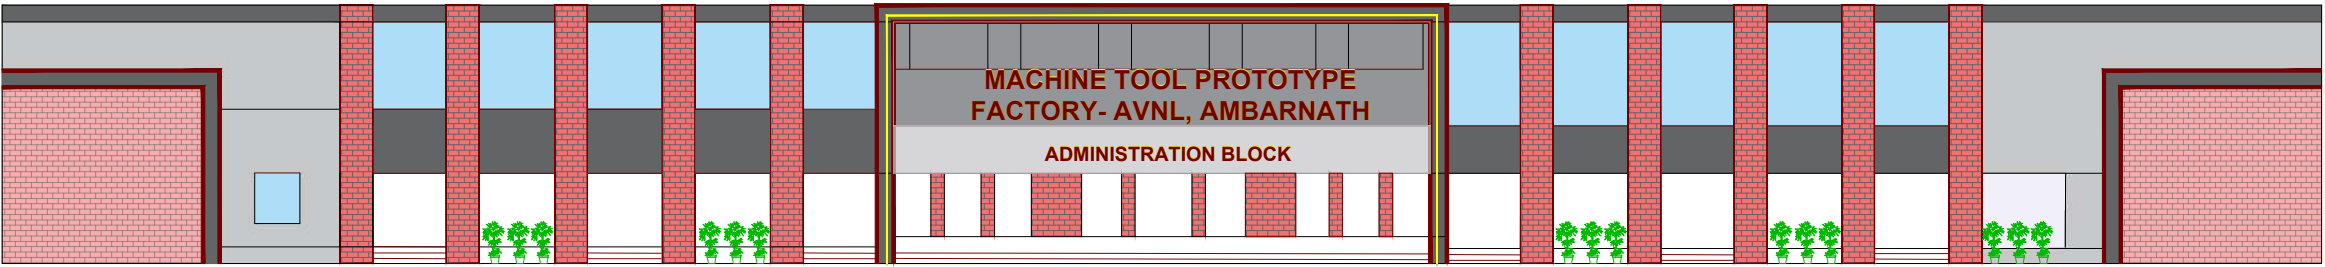 MACHINE TOOL PROTOTYPE
FACTORY- AVNL, AMBARNATH
ADMINISTRATION BLOCK